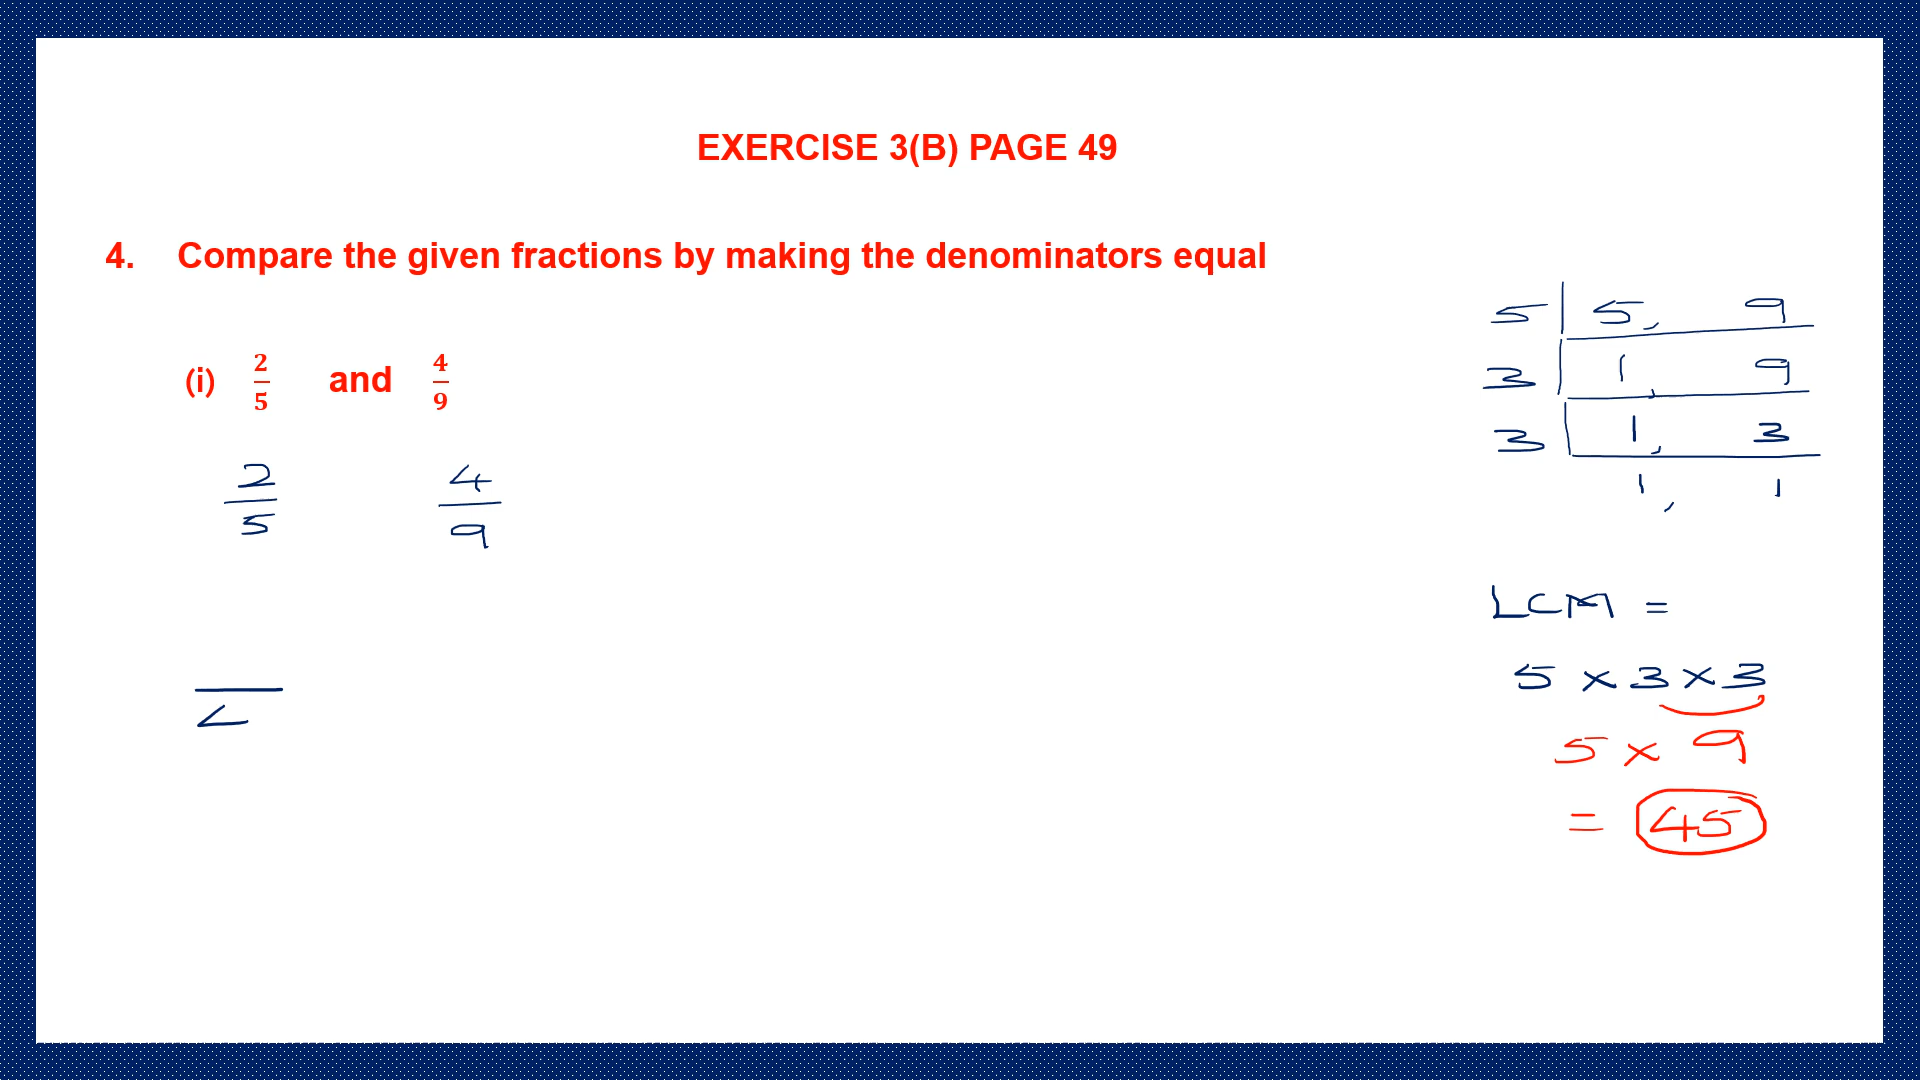 EXERCISE 3(B) PAGE 49
4. Compare the given fractions by making the denominators equal
(i) 2/5 and 4/9
2/5 4/9
5 | 5, 9
3 | 1, 9
3 | 1, 3
1, 1
LCM =
5 × 3 × 3
5 × 9
= 45